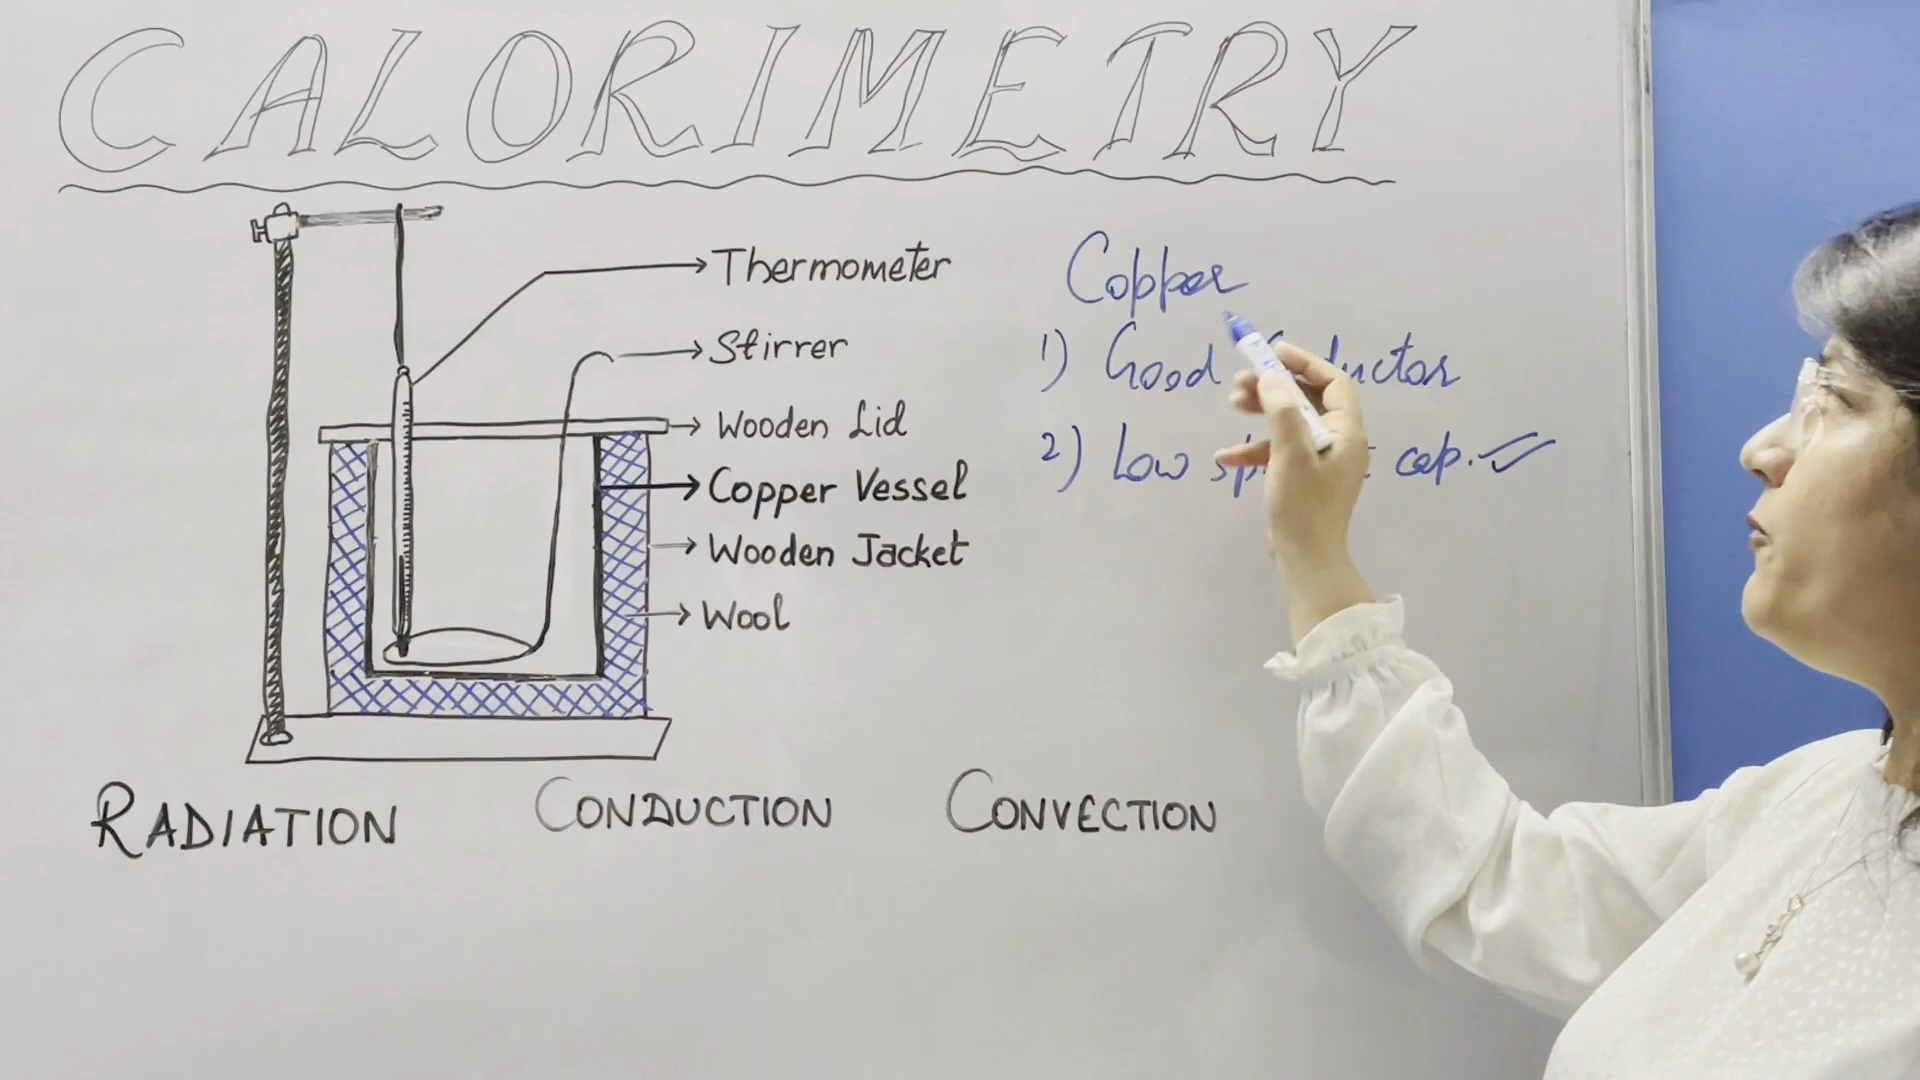 CALORIMETRY
Thermometer
Stirrer
Wooden Lid
Copper Vessel
Wooden Jacket
Wool
Copper
1) Good
2) Low cap.
RADIATION CONDUCTION CONVECTION